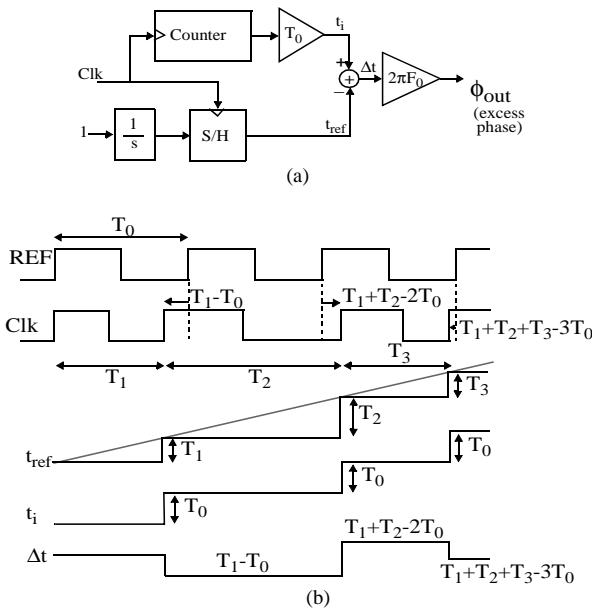 Counter
T0
ti
Clk
+
+
−
Δt
2πF0
ϕout
(excess
phase)
1
1
s
S/H
tref
(a)
T0
REF
T1-T0
T1+T2-2T0
Clk
T1+T2+T3-3T0
T1
T2
T3
T3
T2
tref
T1
T0
T0
ti
T0
T1+T2-2T0
Δt
T1-T0
T1+T2+T3-3T0
(b)